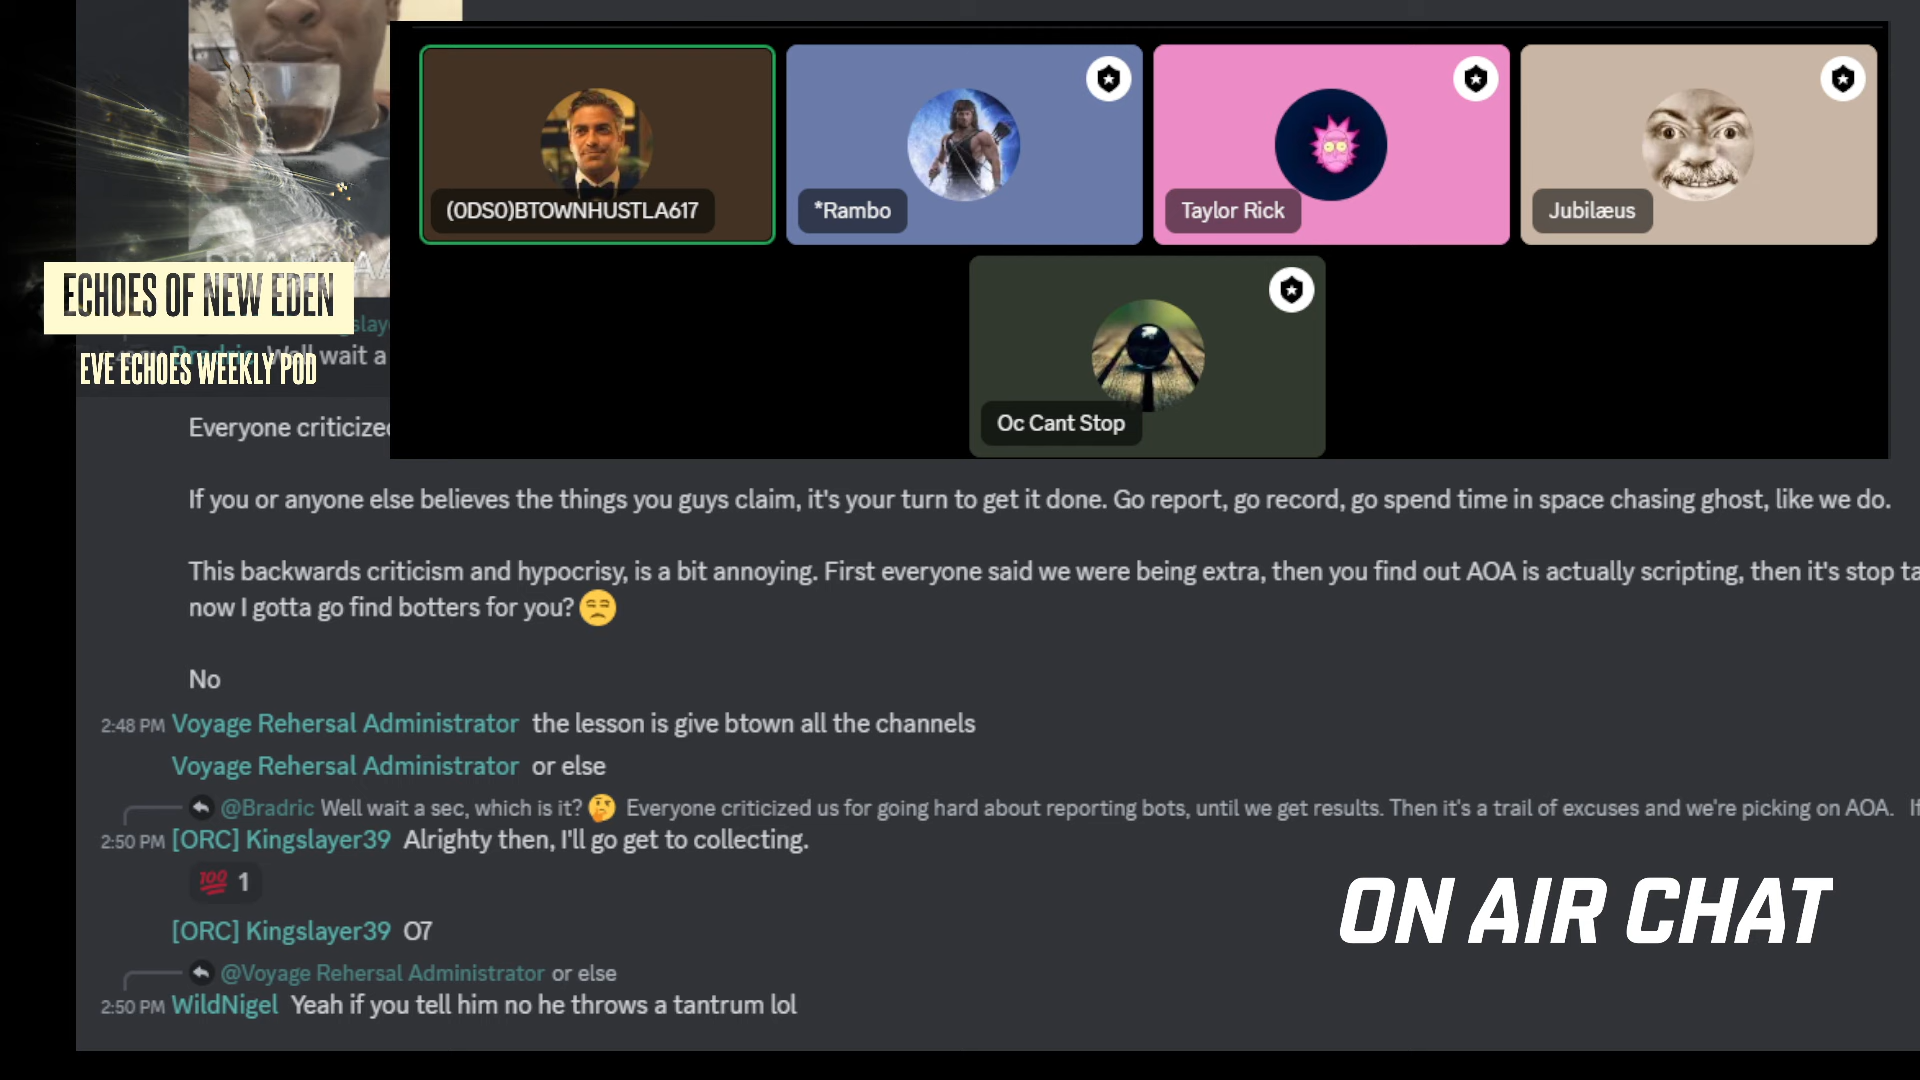 (0DS0)BTOWNHUSTLA617
*Rambo
Taylor Rick
Jubilæus
Oc Cant Stop
ECHOES OF NEW EDEN
EVE ECHOES WEEKLY POD
Bradric Well wait a
Everyone criticized
If you or anyone else believes the things you guys claim, it's your turn to get it done. Go report, go record, go spend time in space chasing ghost, like we do.
This backwards criticism and hypocrisy, is a bit annoying. First everyone said we were being extra, then you find out AOA is actually scripting, then it's stop ta
now I gotta go find botters for you? 😒
No
2:48 PM Voyage Rehersal Administrator the lesson is give btown all the channels
Voyage Rehersal Administrator or else
@Bradric Well wait a sec, which is it? 🤔 Everyone criticized us for going hard about reporting bots, until we get results. Then it's a trail of excuses and we're picking on AOA. If
2:50 PM [ORC] Kingslayer39 Alrighty then, I'll go get to collecting.
💯 1
[ORC] Kingslayer39 O7
@Voyage Rehersal Administrator or else
2:50 PM WildNigel Yeah if you tell him no he throws a tantrum lol
ON AIR CHAT